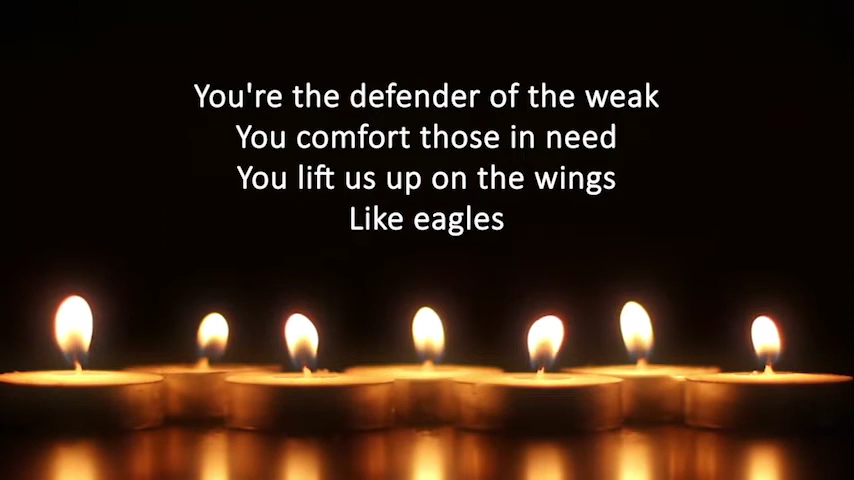 You're the defender of the weak
You comfort those in need
You lift us up on the wings
Like eagles